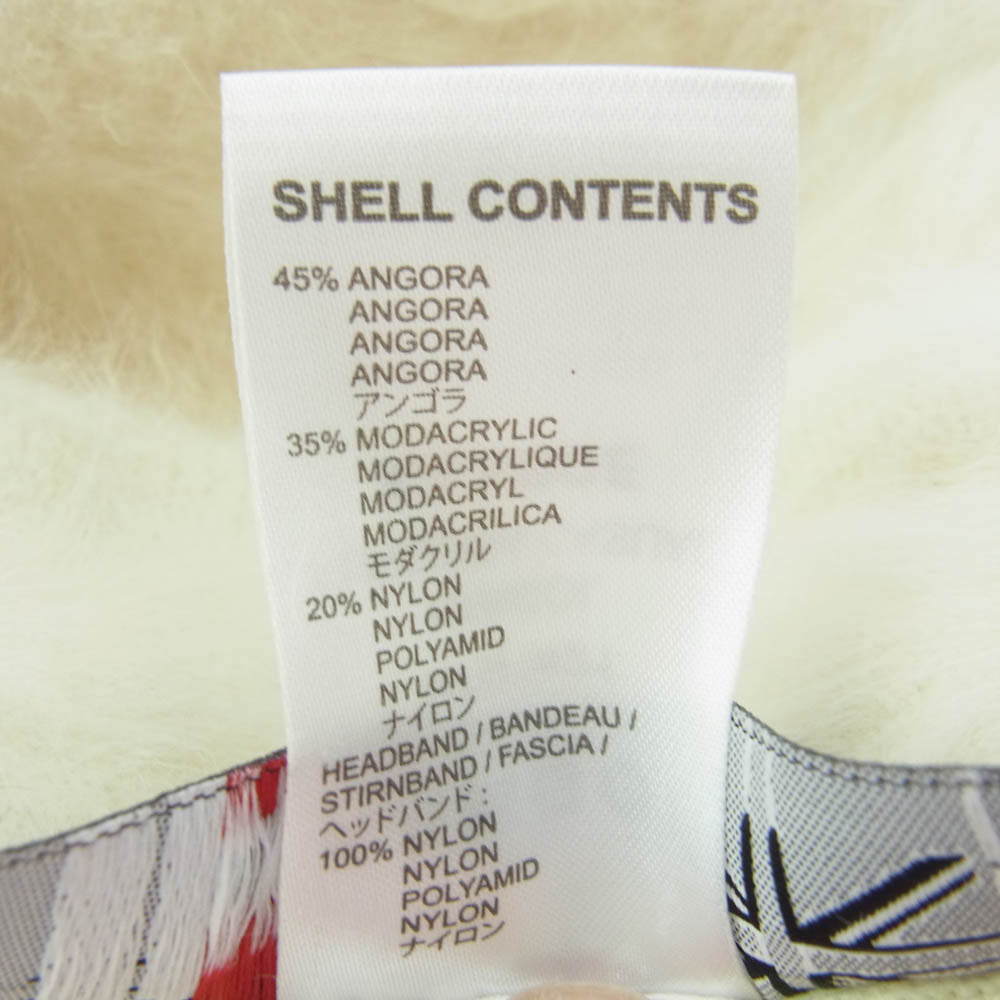 SHELL CONTENTS
45% ANGORA
ANGORA
ANGORA
ANGORA
アンゴラ
35% MODACRYLIC
MODACRYLIQUE
MODACRYL
MODACRILICA
モダクリル
20% NYLON
NYLON
POLYAMID
NYLON
ナイロン
HEADBAND / BANDEAU /
STIRNBAND / FASCIA /
ヘッドバンド :
100% NYLON
NYLON
POLYAMID
NYLON
ナイロン